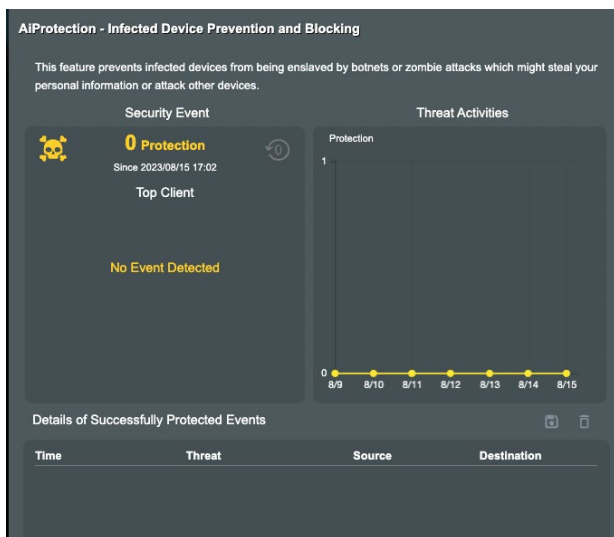 AiProtection - Infected Device Prevention and Blocking
This feature prevents infected devices from being enslaved by botnets or zombie attacks which might steal your
personal information or attack other devices.
Security Event
0 Protection
0
Since 2023/08/15 17:02
Top Client
No Event Detected
Threat Activities
Protection
1
0
8/9 8/10 8/11 8/12 8/13 8/14 8/15
Details of Successfully Protected Events
Time Threat Source Destination